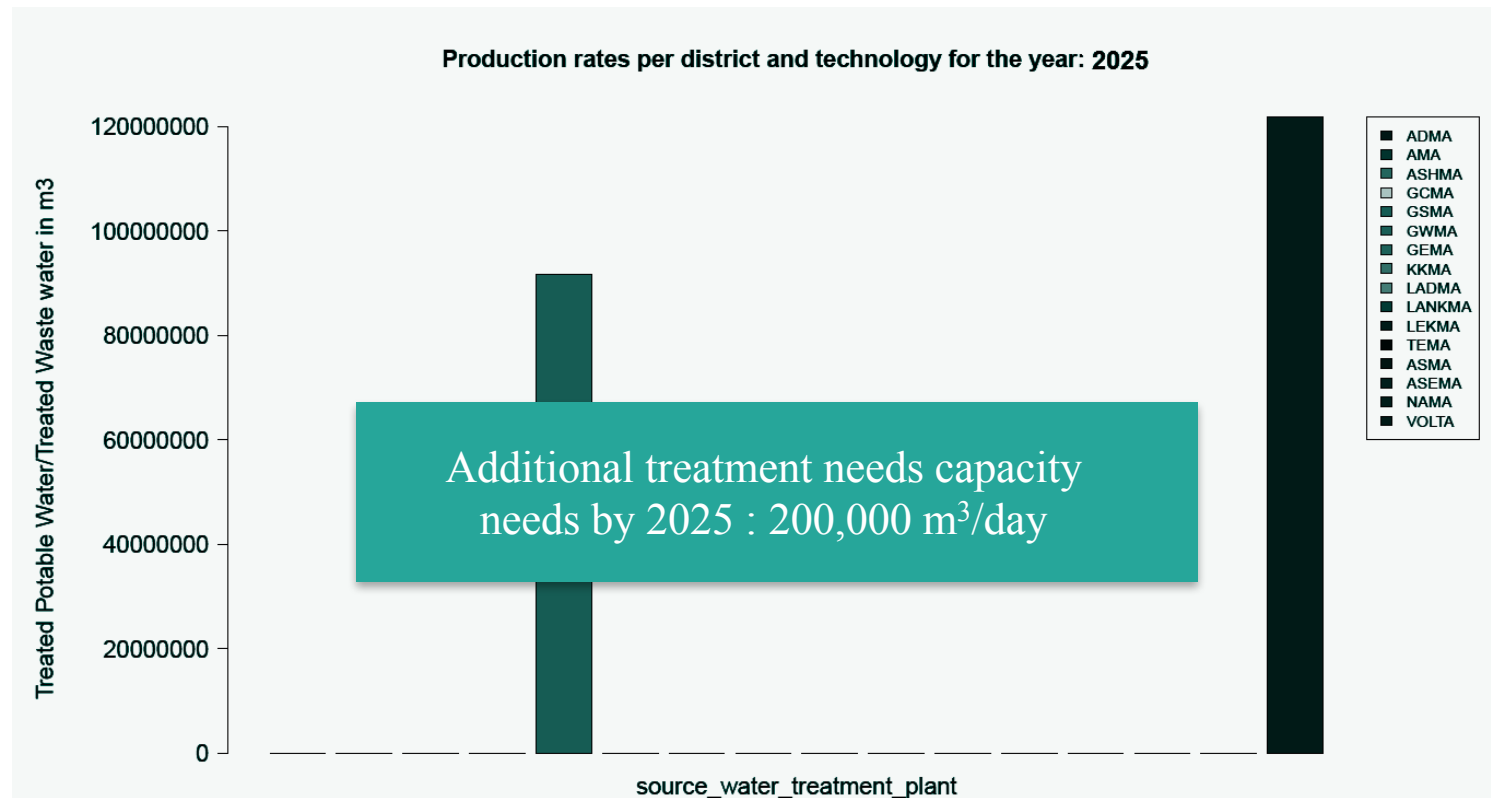 Production rates per district and technology for the year: 2025
Treated Potable Water/Treated Waste water in m3
120000000
100000000
80000000
60000000
40000000
20000000
0
Additional treatment needs capacity
needs by 2025 : 200,000 m³/day
source_water_treatment_plant
ADMA
AMA
ASHMA
GCMA
GSMA
GWMA
GEMA
KKMA
LADMA
LANKMA
LEKMA
TEMA
ASMA
ASEMA
NAMA
VOLTA